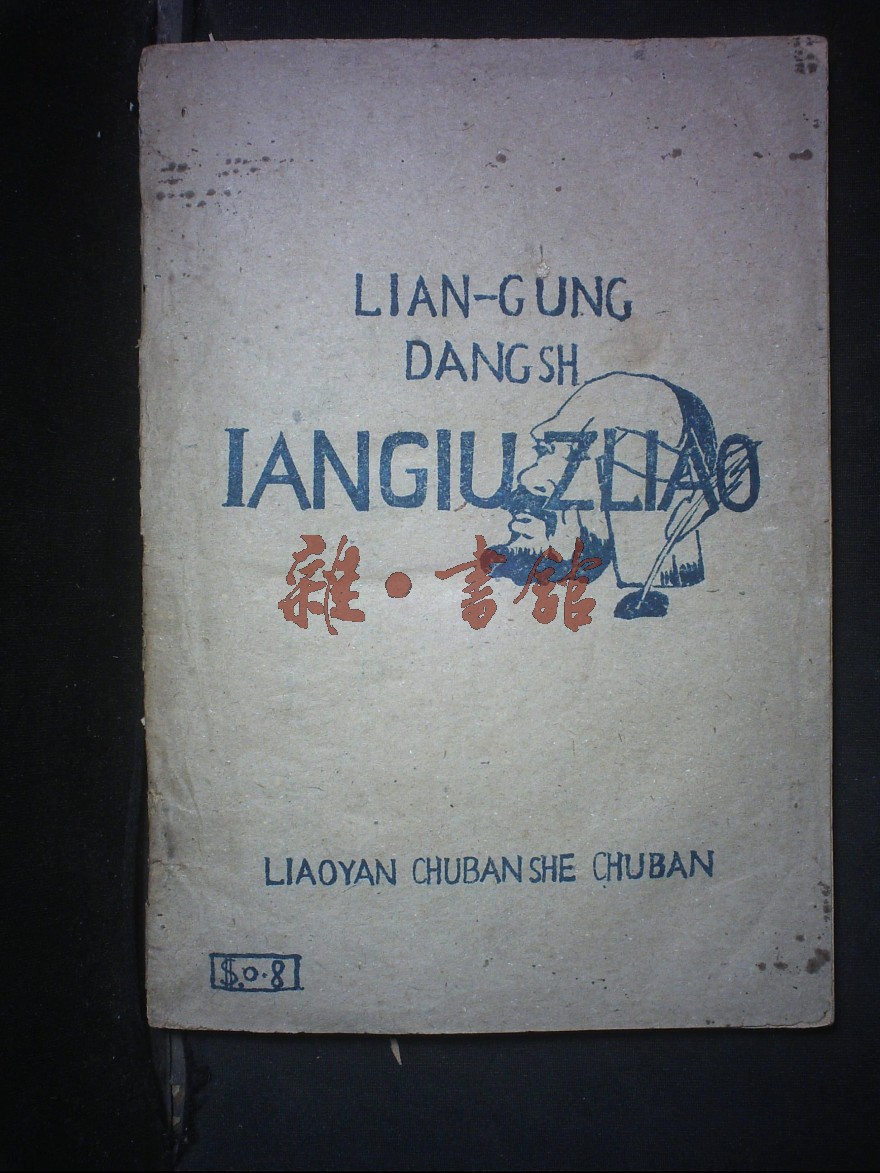 LIAN-GUNG
DANGSH
IANGIU ZLIAO
雜·書館
LIAOYAN CHUBANSHE CHUBAN
$0.8